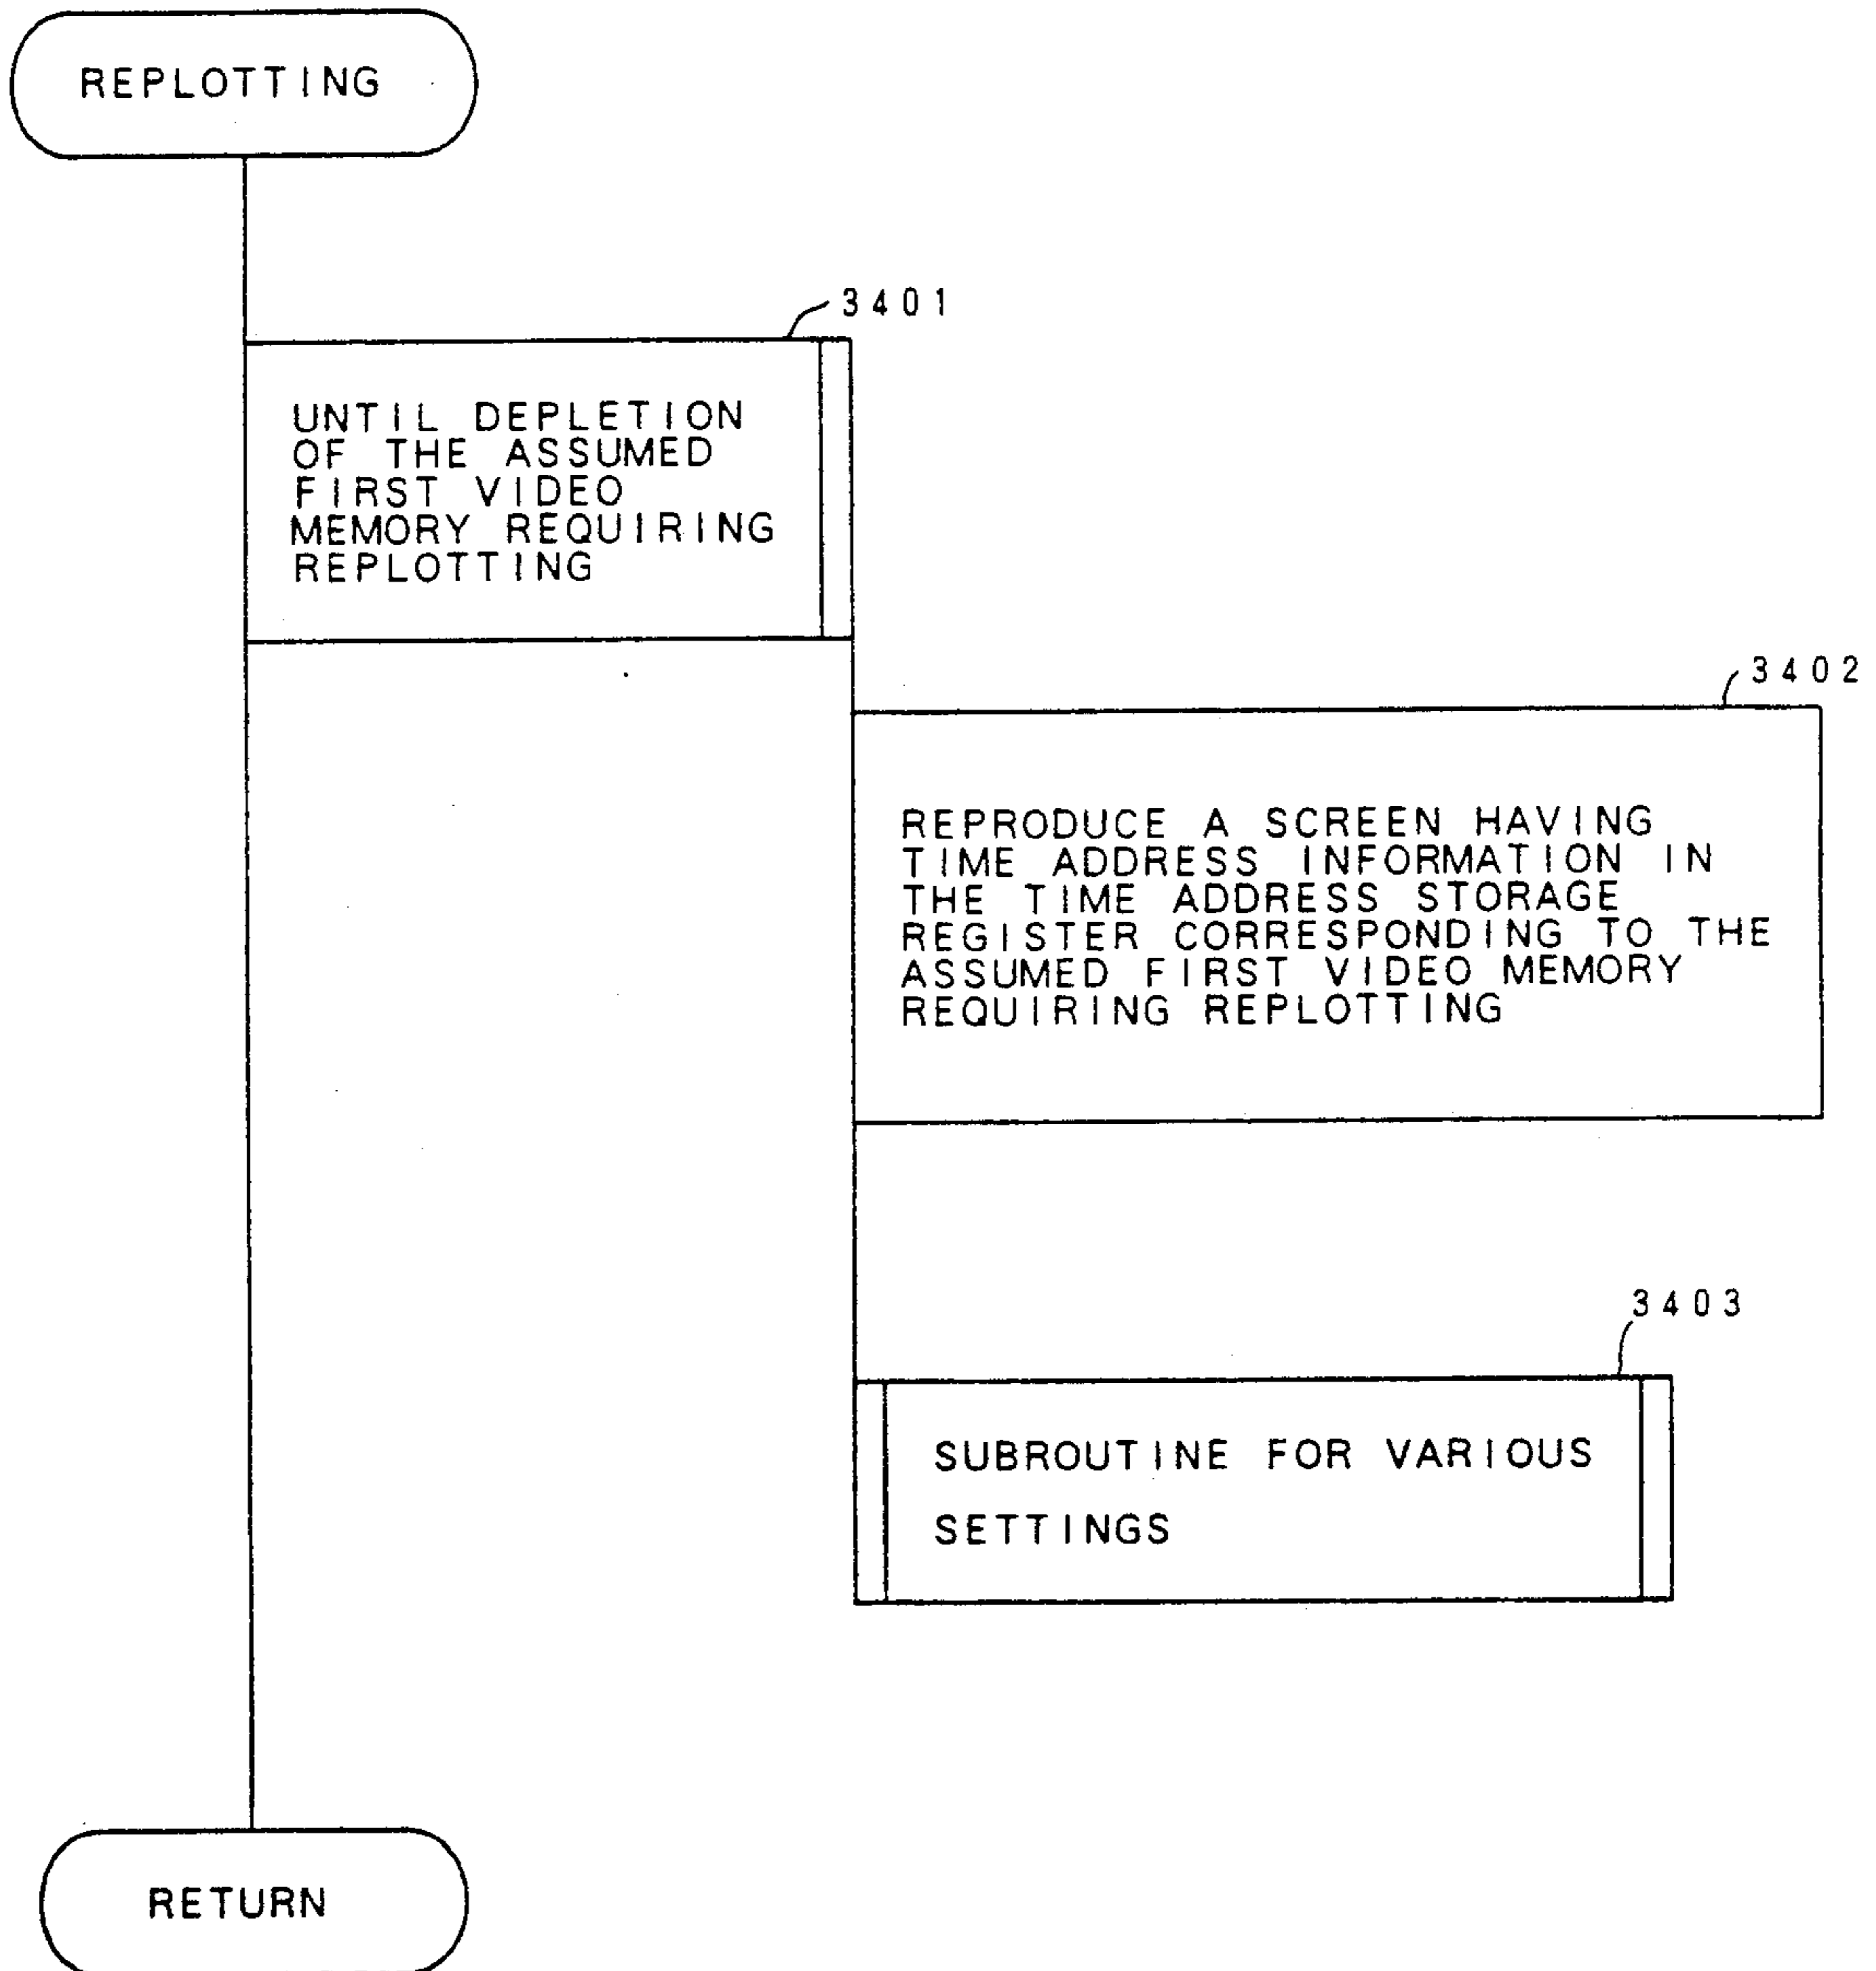 REPLOTTING
3401
UNTIL DEPLETION
OF THE ASSUMED
FIRST VIDEO
MEMORY REQUIRING
REPLOTTING
3402
REPRODUCE A SCREEN HAVING
TIME ADDRESS INFORMATION IN
THE TIME ADDRESS STORAGE
REGISTER CORRESPONDING TO THE
ASSUMED FIRST VIDEO MEMORY
REQUIRING REPLOTTING
3403
SUBROUTINE FOR VARIOUS
SETTINGS
RETURN